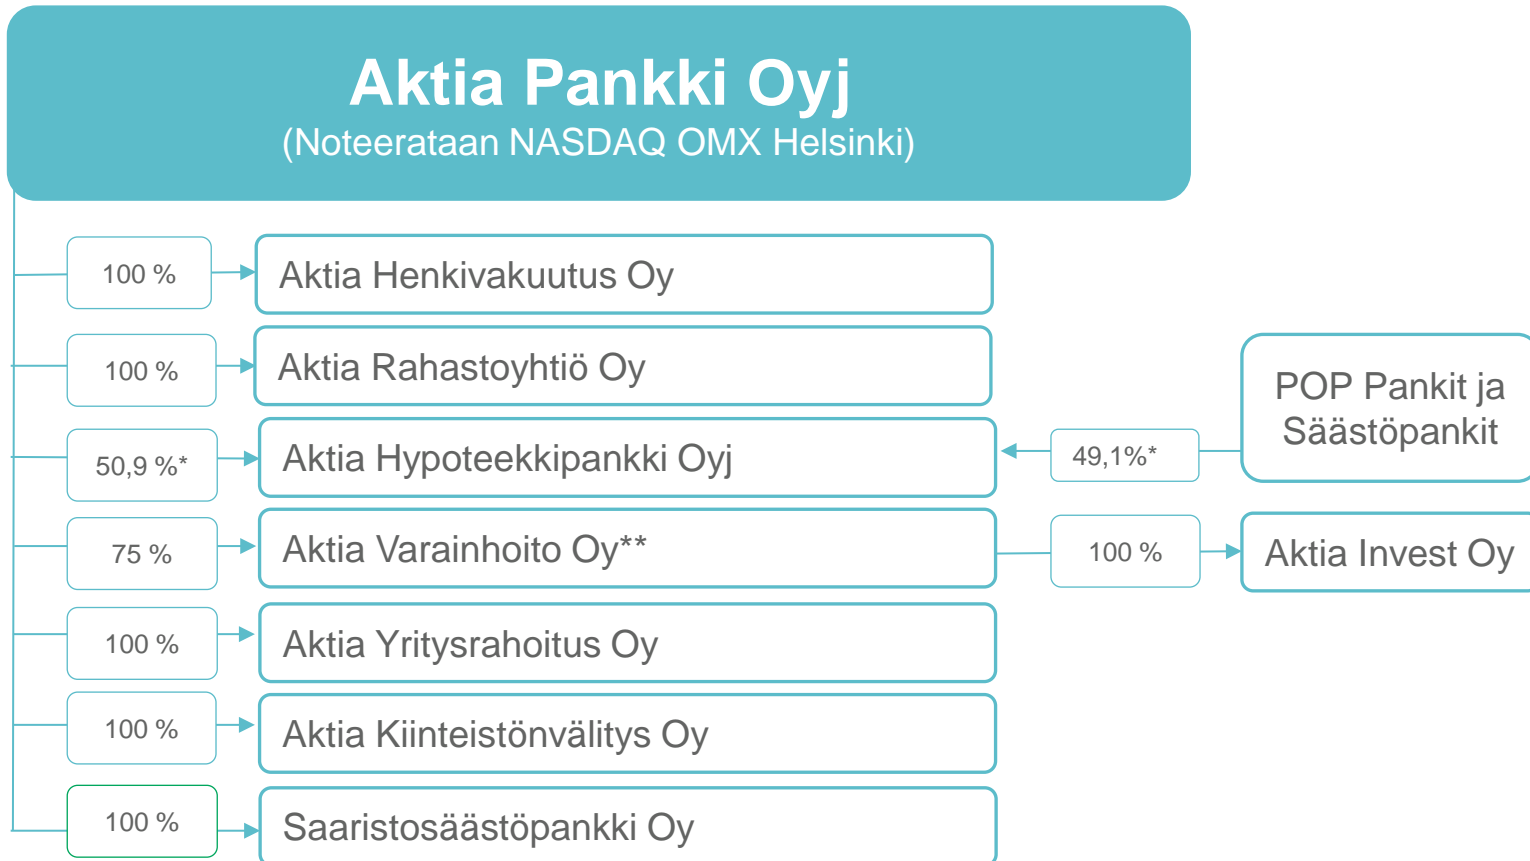 Aktia Pankki Oyj
(Noteerataan NASDAQ OMX Helsinki)
100 %
Aktia Henkivakuutus Oy
100 %
Aktia Rahastoyhtiö Oy
POP Pankit ja
Säästöpankit
50,9 %*
Aktia Hypoteekkipankki Oyj
49,1%*
75 %
Aktia Varainhoito Oy**
100 %
Aktia Invest Oy
100 %
Aktia Yritysrahoitus Oy
100 %
Aktia Kiinteistönvälitys Oy
100 %
Saaristosäästöpankki Oy